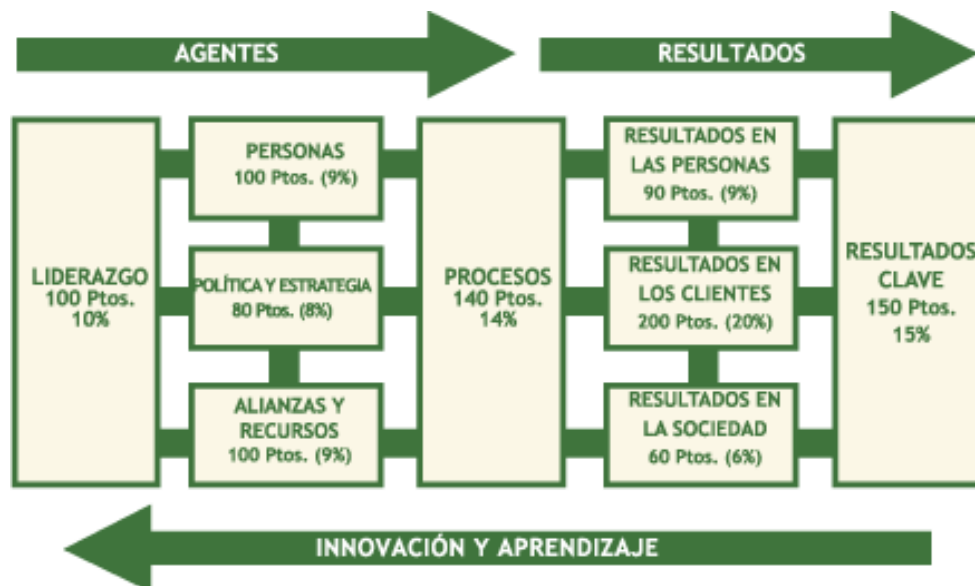 AGENTES
RESULTADOS
LIDERAZGO
100 Ptos.
10%
PERSONAS
100 Ptos. (9%)
POLÍTICA Y ESTRATEGIA
80 Ptos. (8%)
ALIANZAS Y
RECURSOS
100 Ptos. (9%)
PROCESOS
140 Ptos.
14%
RESULTADOS EN
LAS PERSONAS
90 Ptos. (9%)
RESULTADOS EN
LOS CLIENTES
200 Ptos. (20%)
RESULTADOS EN
LA SOCIEDAD
60 Ptos. (6%)
RESULTADOS
CLAVE
150 Ptos.
15%
INNOVACIÓN Y APRENDIZAJE